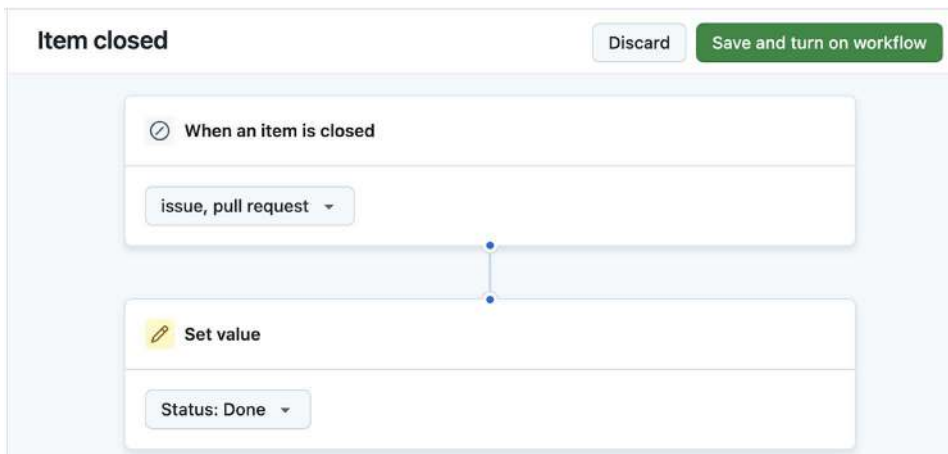 Item closed
Discard
Save and turn on workflow
When an item is closed
issue, pull request
Set value
Status: Done